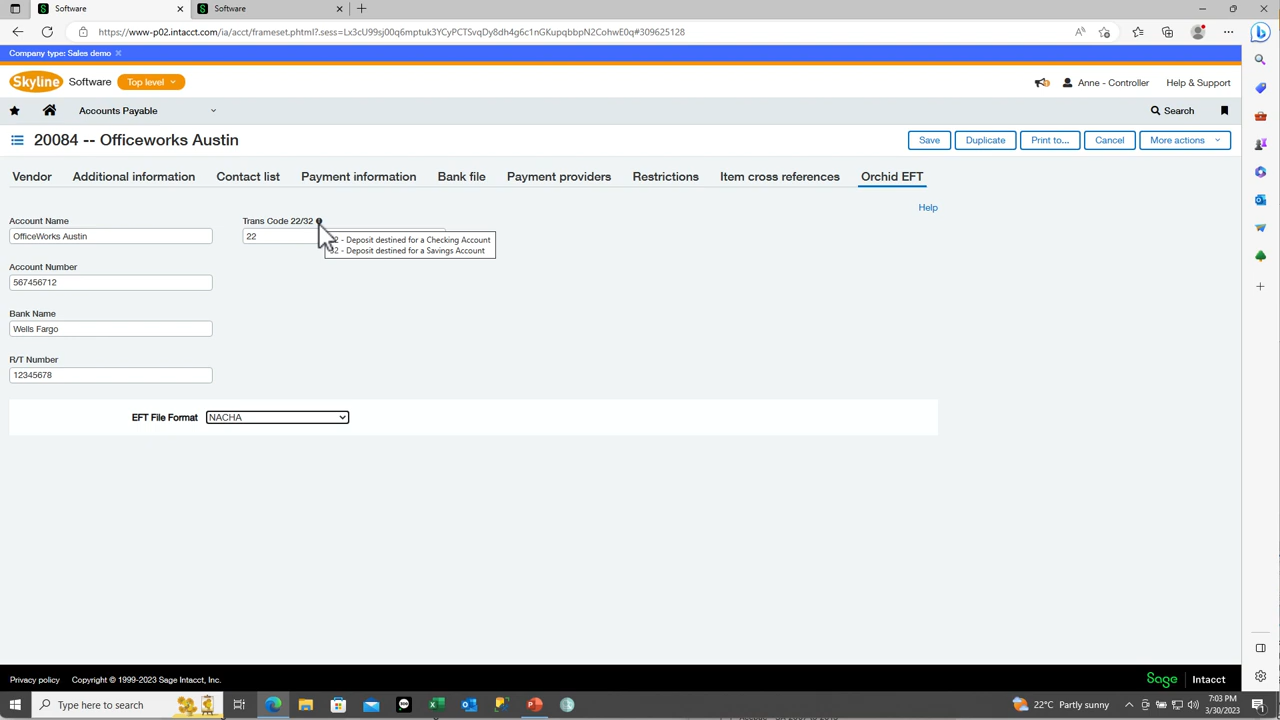 Software
Software
https://www-p02.intacct.com/ia/acct/frameset.phtml?.sess=Lx3cU99sj00q6mptuk3YCyPCTSvqDy8dh4g6c1nGKupqbbpN2CohwE0q#309625128
Company type: Sales demo
Skyline Software Top level
Anne - Controller Help & Support
Accounts Payable
Search
20084 -- Officeworks Austin
Save Duplicate Print to... Cancel More actions
Vendor Additional information Contact list Payment information Bank file Payment providers Restrictions Item cross references Orchid EFT
Help
Account Name Trans Code 22/32
OfficeWorks Austin 22
- Deposit destined for a Checking Account
- Deposit destined for a Savings Account
Account Number
567456712
Bank Name
Wells Fargo
R/T Number
12345678
EFT File Format NACHA
Privacy policy Copyright © 1999-2023 Sage Intacct, Inc.
Sage Intacct
Type here to search
22°C Partly sunny
7:03 PM
3/30/2023